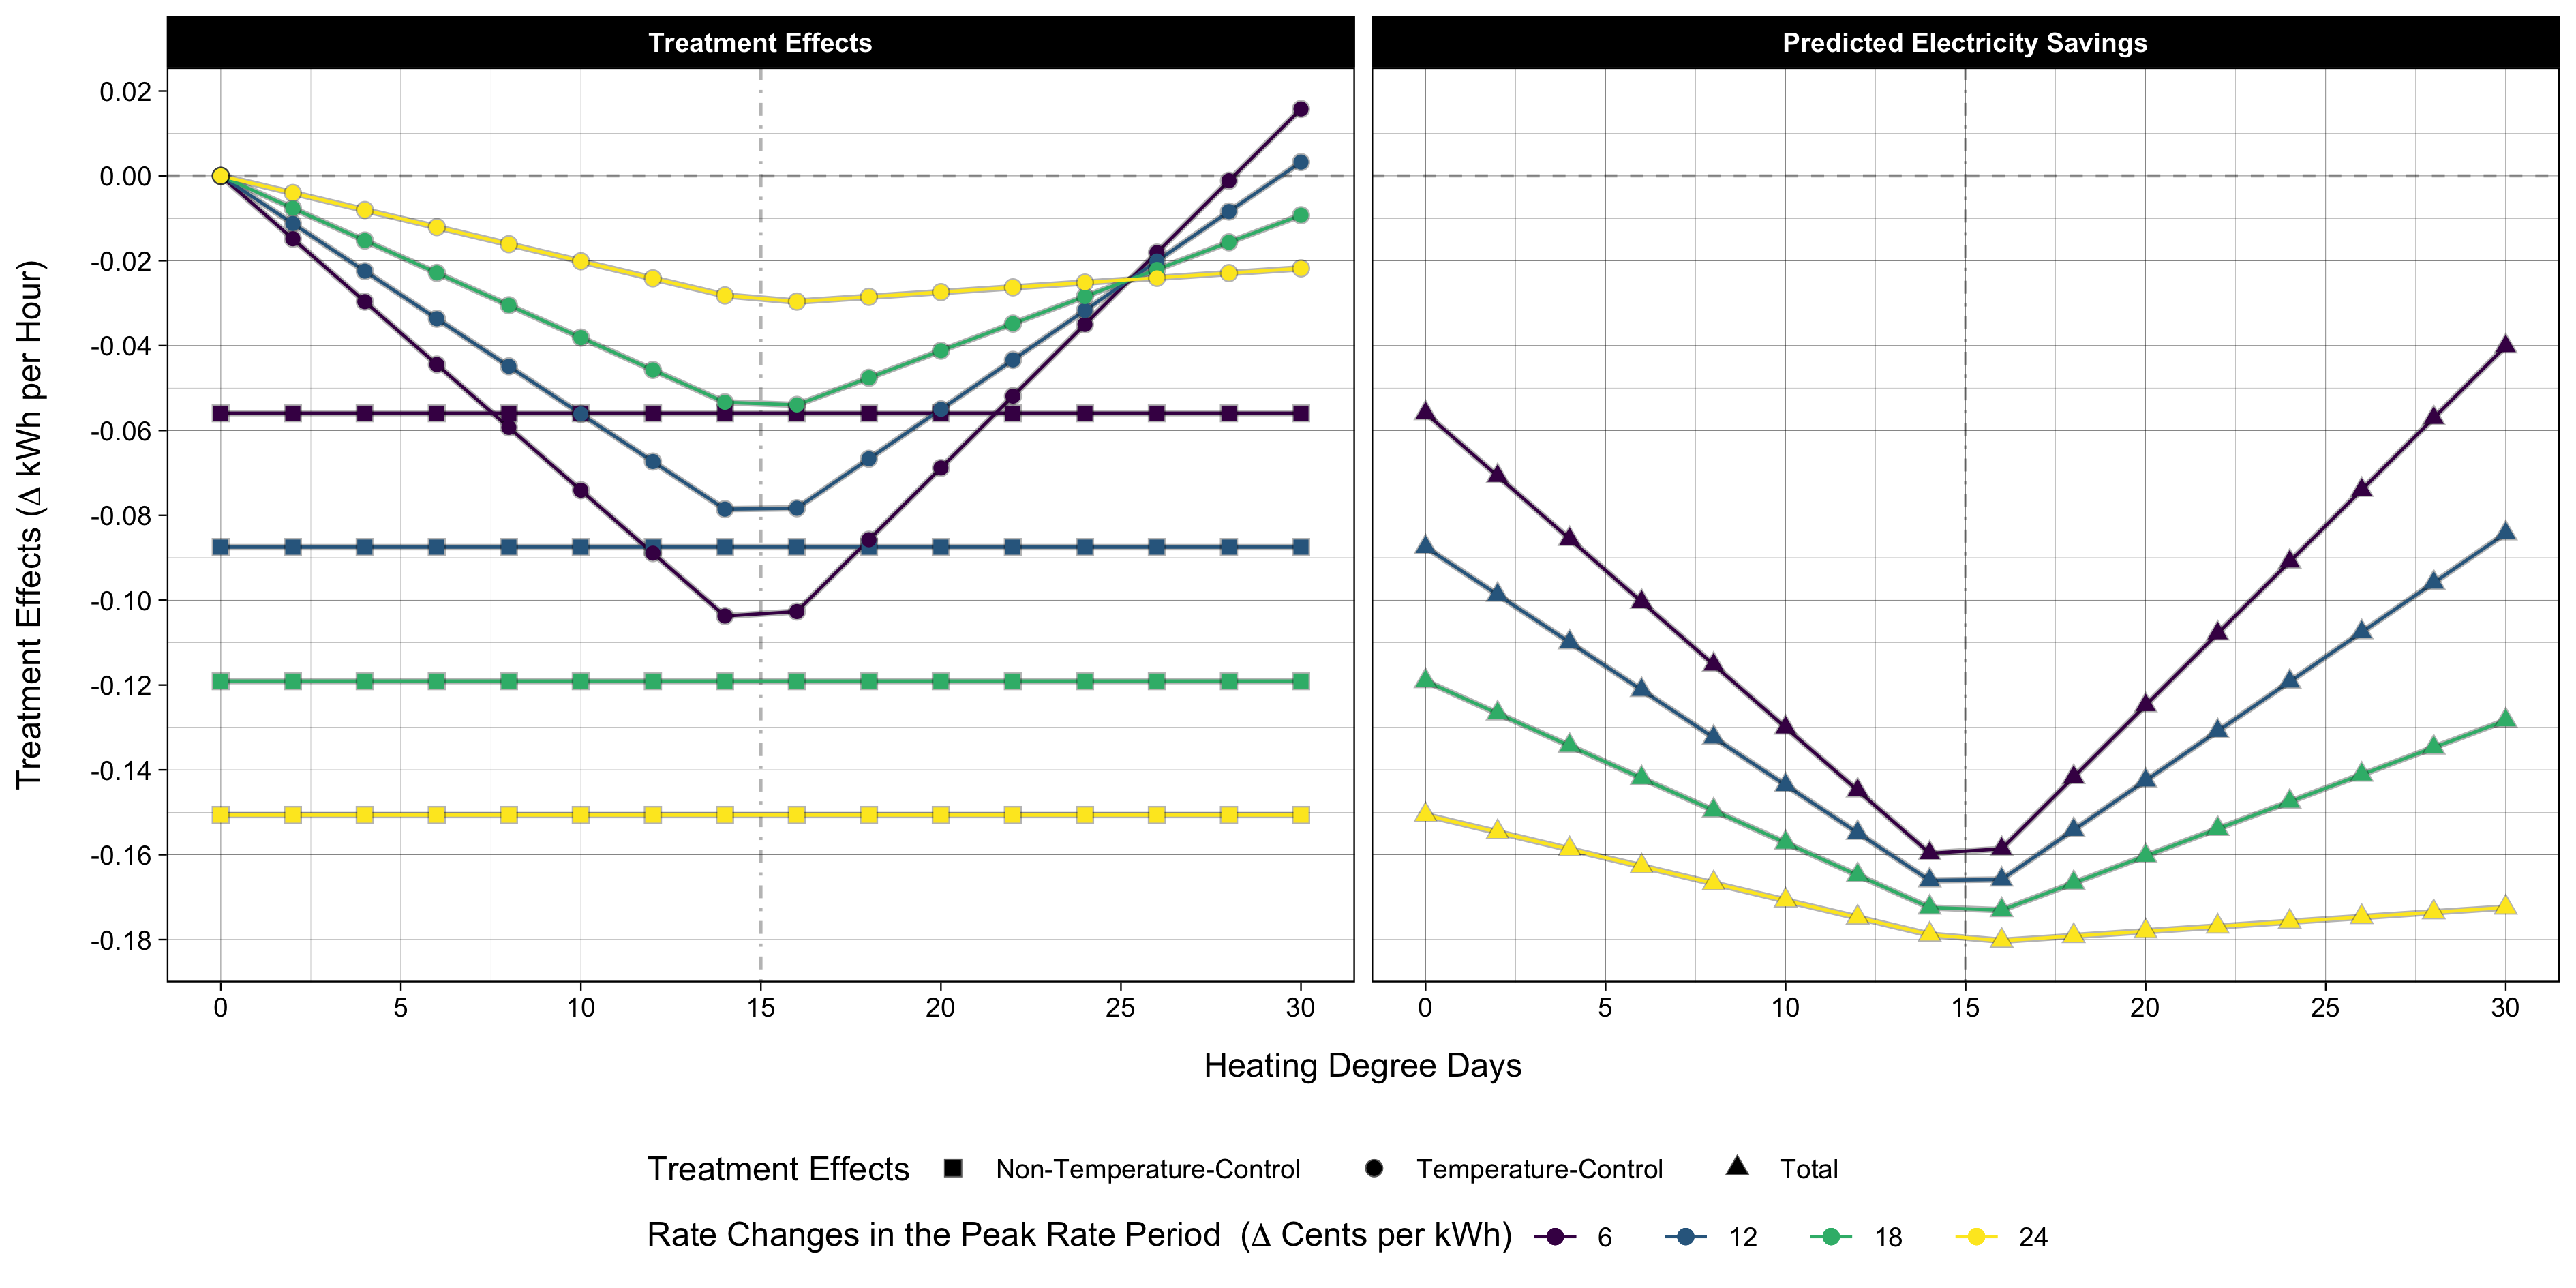 Treatment Effects
Predicted Electricity Savings
Treatment Effects (Δ kWh per Hour)
0.02
0.00
-0.02
-0.04
-0.06
-0.08
-0.10
-0.12
-0.14
-0.16
-0.18
0 5 10 15 20 25 30
0 5 10 15 20 25 30
Heating Degree Days
Treatment Effects Non-Temperature-Control Temperature-Control Total
Rate Changes in the Peak Rate Period (Δ Cents per kWh) 6 12 18 24